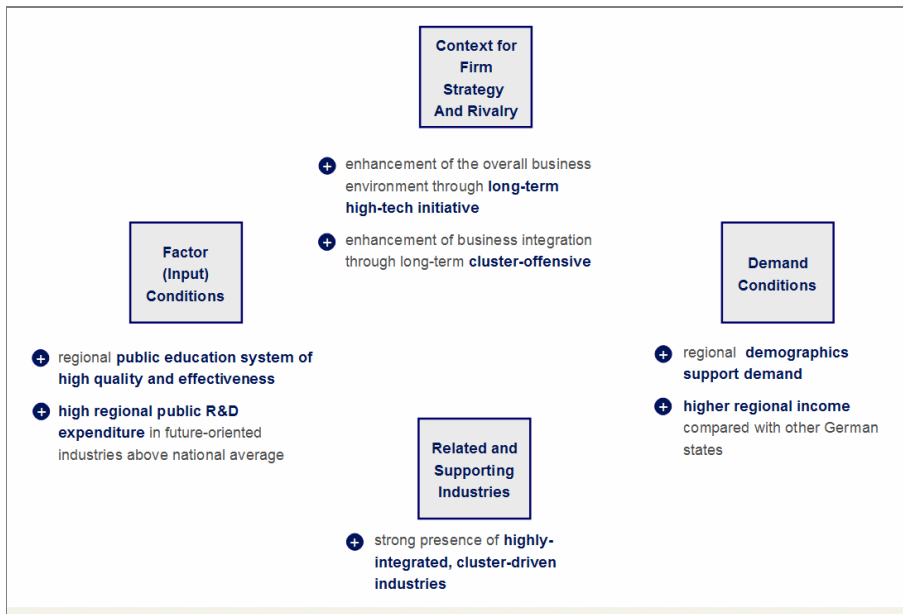 Context for
Firm
Strategy
And Rivalry
enhancement of the overall business
environment through long-term
high-tech initiative
enhancement of business integration
through long-term cluster-offensive
Factor
(Input)
Conditions
regional public education system of
high quality and effectiveness
high regional public R&D
expenditure in future-oriented
industries above national average
Demand
Conditions
regional demographics
support demand
higher regional income
compared with other German
states
Related and
Supporting
Industries
strong presence of highly-
integrated, cluster-driven
industries